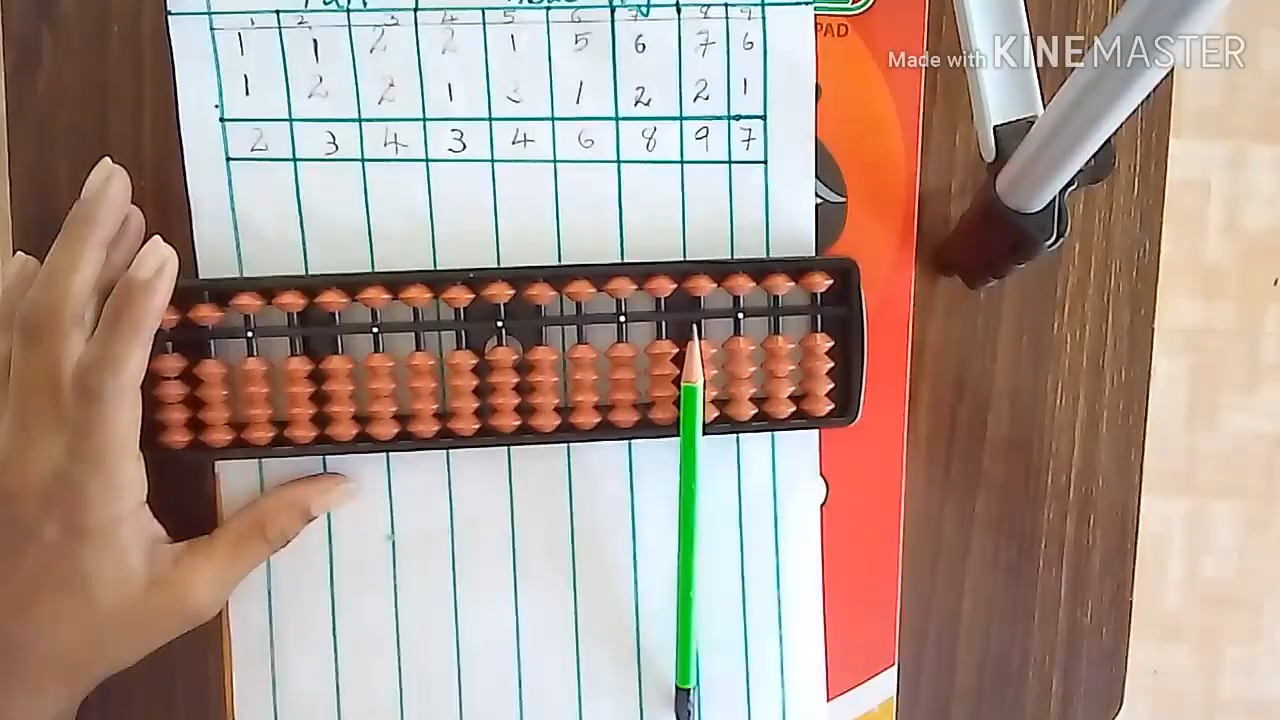 1 2 3 4 5 6 7 8 9
1 1 2 2 1 5 6 7 6
1 2 2 1 3 1 2 2 1
2 3 4 3 4 6 8 9 7
PAD
Made with KINEMASTER